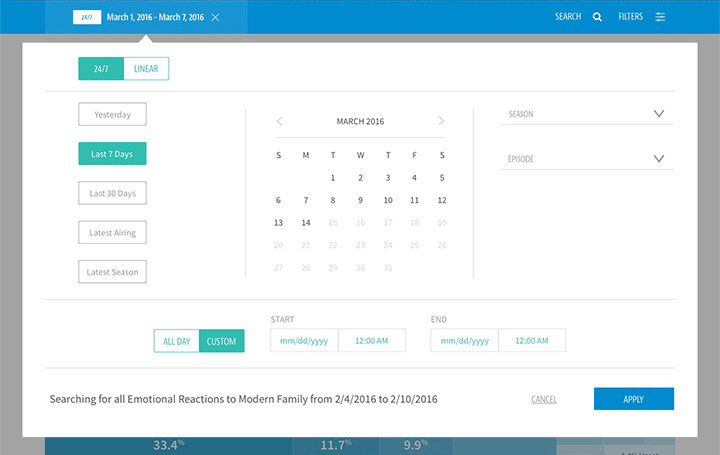 24/7 March 1, 2016 - March 7, 2016 SEARCH FILTERS
24/7 LINEAR
Yesterday
Last 7 Days
Last 30 Days
Latest Airing
Latest Season
MARCH 2016
S M T W T F S
1 2 3 4 5
6 7 8 9 10 11 12
13 14 15 16 17 18 19
20 21 22 23 24 25 26
27 28 29 30 31
SEASON
EPISODE
START END
ALL DAY CUSTOM mm/dd/yyyy 12:00 AM mm/dd/yyyy 12:00 AM
Searching for all Emotional Reactions to Modern Family from 2/4/2016 to 2/10/2016 CANCEL APPLY
33.4% 11.7% 9.9%